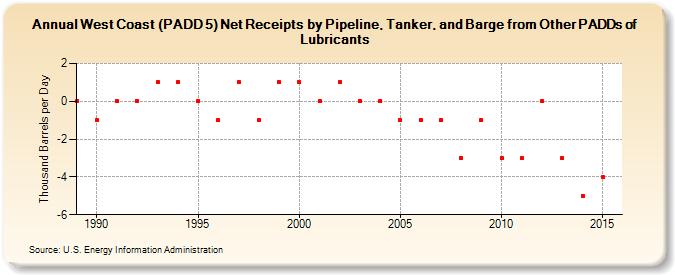 Annual West Coast (PADD 5) Net Receipts by Pipeline, Tanker, and Barge from Other PADDs of
Lubricants
Thousand Barrels per Day
2
0
-2
-4
-6
1990
1995
2000
2005
2010
2015
Source: U.S. Energy Information Administration